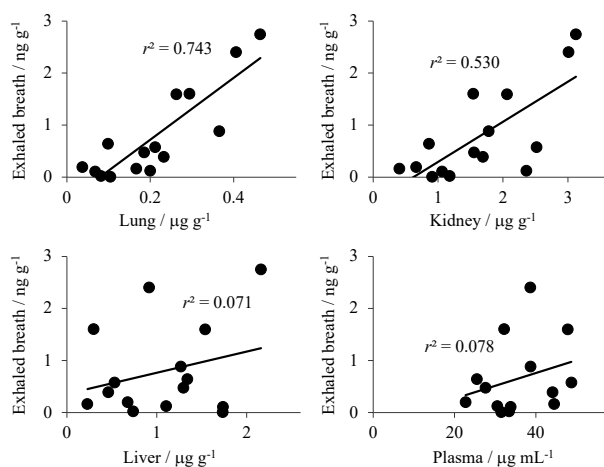 Exhaled breath / ng g⁻¹
3
2
1
0
r² = 0.743
0
0.2
0.4
Lung / µg g⁻¹
Exhaled breath / ng g⁻¹
3
2
1
0
r² = 0.530
0
1
2
3
Kidney / µg g⁻¹
Exhaled breath / ng g⁻¹
3
2
1
0
r² = 0.071
0
1
2
Liver / µg g⁻¹
Exhaled breath / ng g⁻¹
3
2
1
0
r² = 0.078
0
20
40
60
Plasma / µg mL⁻¹